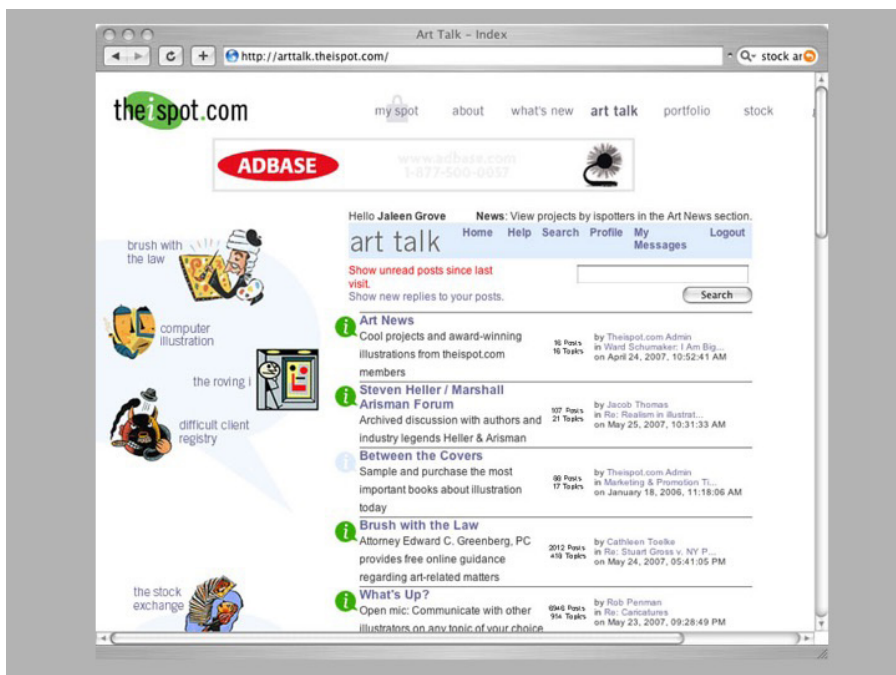 Art Talk – Index
http://arttalk.theispot.com/
stock ar
theispot.com
my spot about what's new art talk portfolio stock
ADBASE
www.adbase.com
1-877-500-0057
Hello Jaleen Grove News: View projects by ispotters in the Art News section.
art talk Home Help Search Profile My Messages Logout
Show unread posts since last
visit.
Show new replies to your posts.
Search
brush with
the law
computer
illustration
the roving i
difficult client
registry
the stock
exchange
Art News
Cool projects and award-winning
illustrations from theispot.com
members
16 Posts
16 Topics
by Theispot.com Admin
in Ward Schumaker: I Am Big...
on April 24, 2007, 10:52:41 AM
Steven Heller / Marshall
Arisman Forum
Archived discussion with authors and
industry legends Heller & Arisman
107 Posts
21 Topics
by Jacob Thomas
in Re: Realism in illustrat...
on May 25, 2007, 10:31:33 AM
Between the Covers
Sample and purchase the most
important books about illustration
today
Posts
17 Topics
by Theispot.com Admin
in Marketing & Promotion Ti...
on January 18, 2006, 11:18:06 AM
Brush with the Law
Attorney Edward C. Greenberg, PC
provides free online guidance
regarding art-related matters
2012 Posts
Topics
by Cathleen Toelke
in Re: Stuart Gross v. NY P...
on May 24, 2007, 05:41:05 PM
What's Up?
Open mic: Communicate with other
illustrators on any topic of your choice
Posts
Topics
by Rob Penman
in Re: Caricatures
on May 23, 2007, 09:28:49 PM